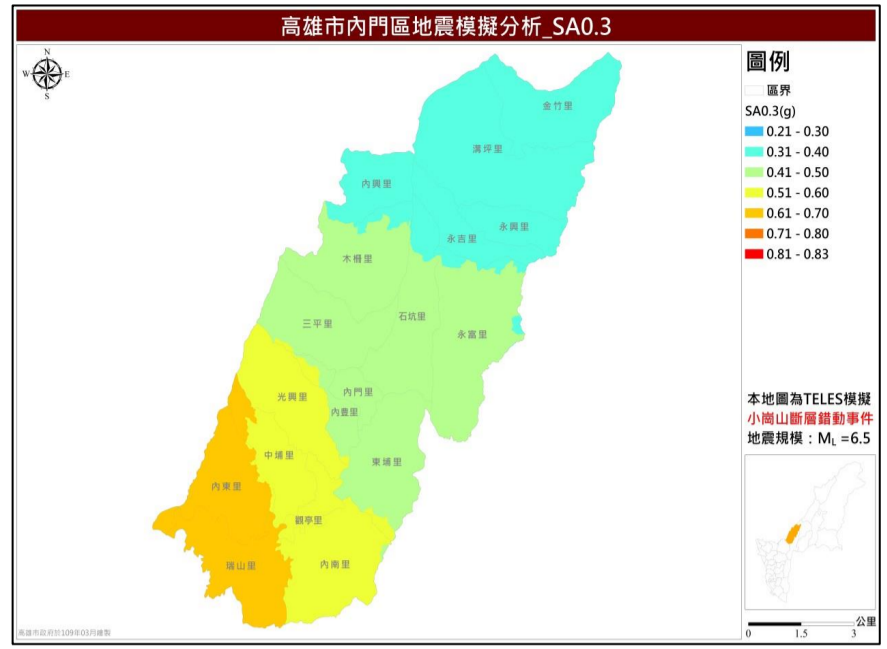 高雄市內門區地震模擬分析_SA0.3
N
W
E
S
金竹里
溝坪里
內興里
永興里
永吉里
木柵里
石坑里
三平里
永富里
內門里
光興里
內豊里
中埔里
東埔里
內東里
觀亭里
瑞山里
內南里
高雄市政府於109年03月繪製
圖例
區界
SA0.3(g)
0.21 - 0.30
0.31 - 0.40
0.41 - 0.50
0.51 - 0.60
0.61 - 0.70
0.71 - 0.80
0.81 - 0.83
本地圖為TELES模擬
小崗山斷層錯動事件
地震規模：ML =6.5
公里
0 1.5 3